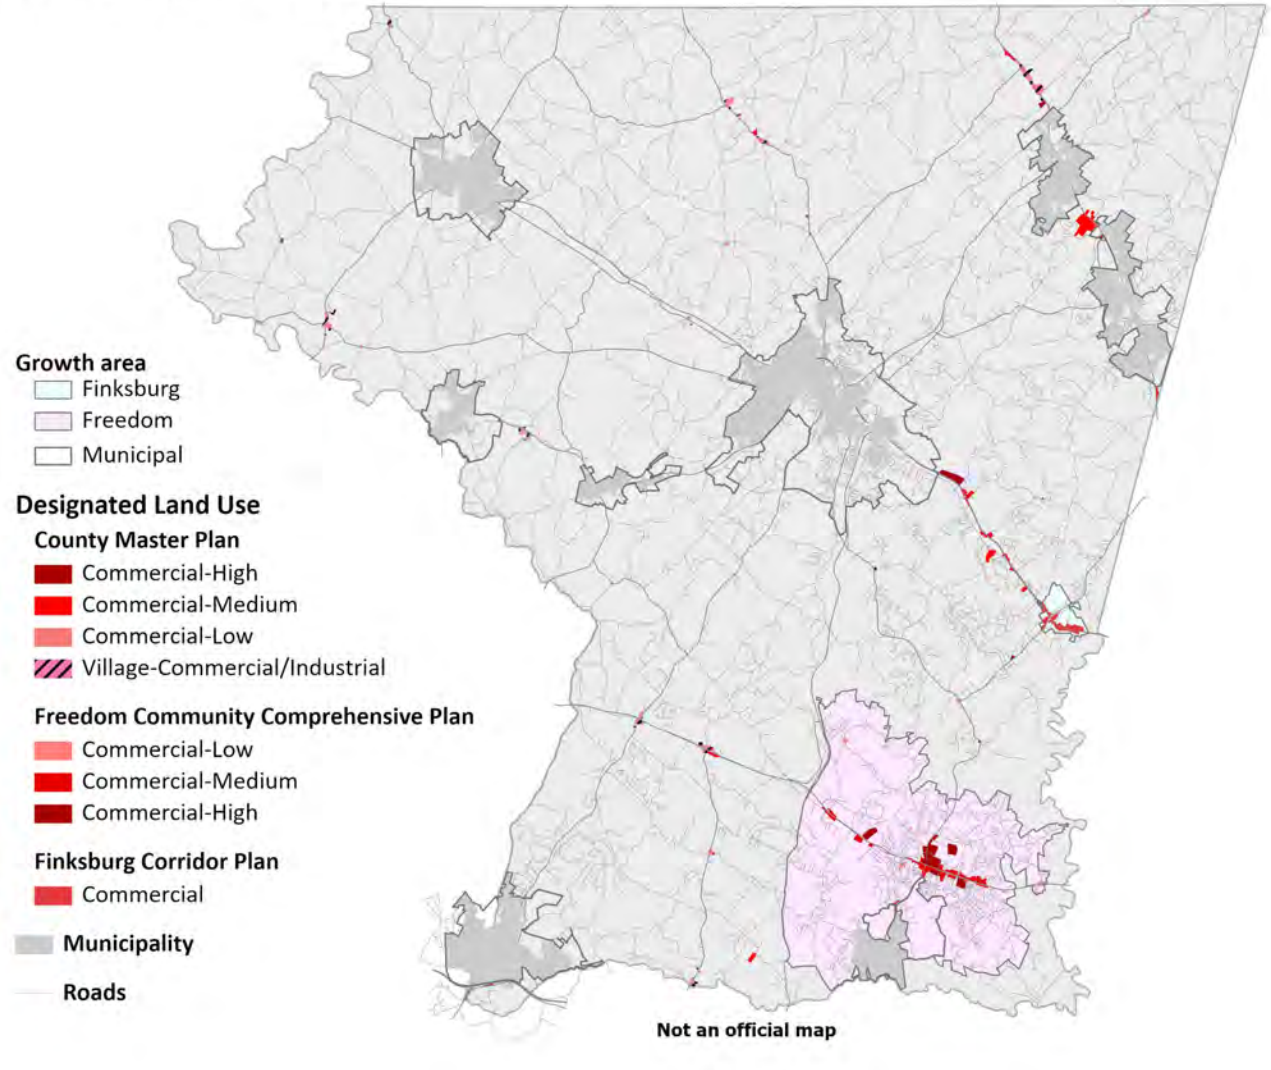 Growth area
Finksburg
Freedom
Municipal
Designated Land Use
County Master Plan
Commercial-High
Commercial-Medium
Commercial-Low
Village-Commercial/Industrial
Freedom Community Comprehensive Plan
Commercial-Low
Commercial-Medium
Commercial-High
Finksburg Corridor Plan
Commercial
Municipality
Roads
Not an official map